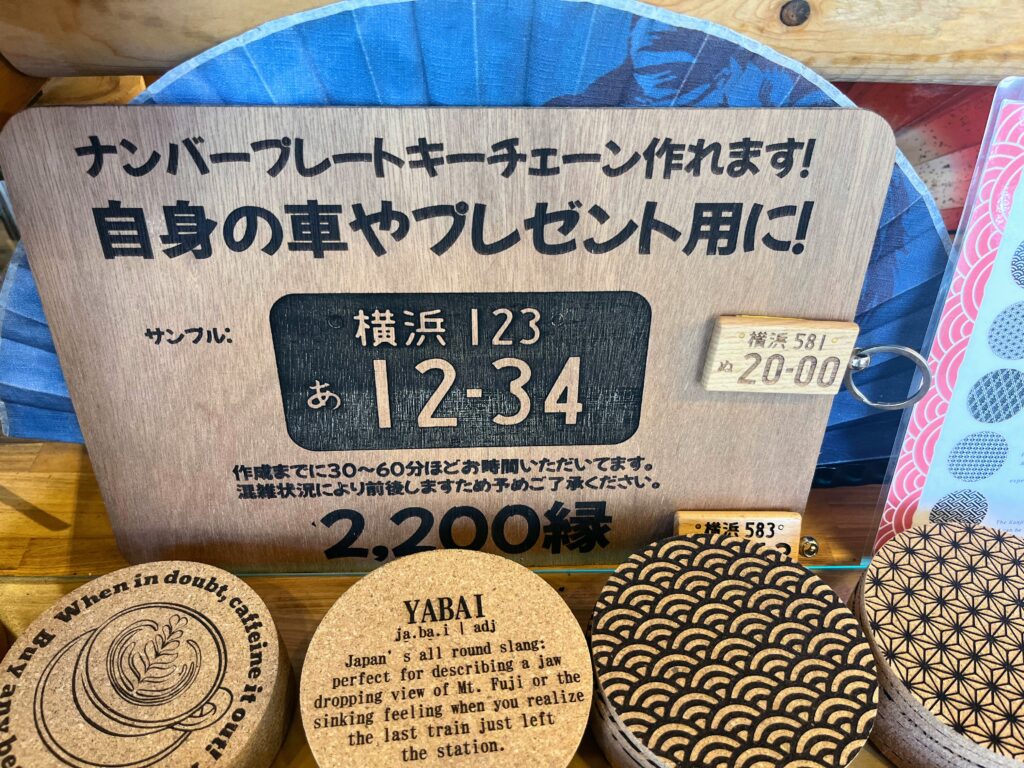 ナンバープレートキーチェーン作れます!
自身の車やプレゼント用に!
サンプル:
横浜 123
あ 12-34
横浜 581
ぬ 20-00
作成までに30〜60分ほどお時間いただいてます。
混雑状況により前後しますため予めご了承ください。
2,200縁
横浜 583
When in doubt, caffeine it out!
Buy any
YABAI
ja.ba.i | adj
Japan's all round slang:
perfect for describing a jaw
dropping view of Mt. Fuji or the
sinking feeling when you realize
the last train just left
the station.